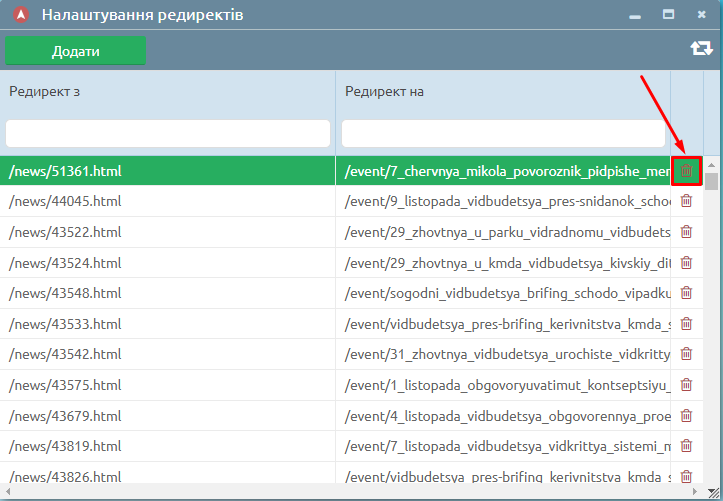 Налаштування редиректів
Додати
Редирект з Редирект на
/news/51361.html /event/7_chervnya_mikola_povoroznik_pidpishe_mer
/news/44045.html /event/9_listopada_vidbudetsya_pres-snidanok_scho
/news/43522.html /event/29_zhovtnya_u_parku_vidradnomu_vidbudets
/news/43524.html /event/29_zhovtnya_u_kmda_vidbudetsya_kivskiy_dit
/news/43548.html /event/sogodni_vidbudetsya_brifing_schodo_vipadku
/news/43533.html /event/vidbudetsya_pres-brifing_kerivnitstva_kmda_s
/news/43542.html /event/31_zhovtnya_vidbudetsya_urochiste_vidkritty
/news/43575.html /event/1_listopada_obgovoryuvatimut_kontseptsiyu_
/news/43679.html /event/4_listopada_vidbudetsya_obgovorennya_proe
/news/43819.html /event/7_listopada_vidbudetsya_vidkrittya_sistemi_m
/news/43826.html /event/vidbudetsya_pres-brifing_kerivnitstva_kmda_s